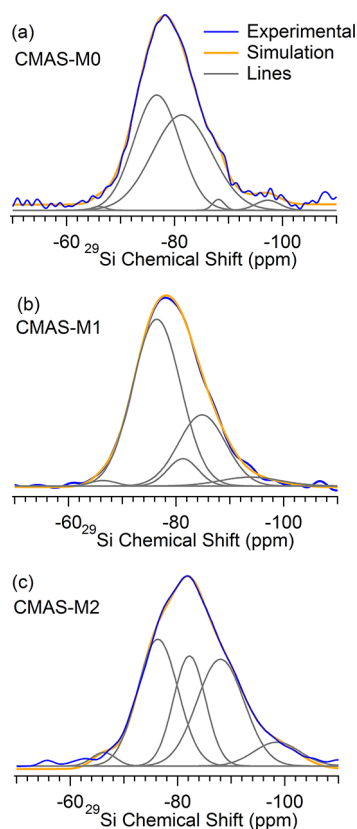 (a)
CMAS-M0
Experimental
Simulation
Lines
-60 -80 -100
29Si Chemical Shift (ppm)
(b)
CMAS-M1
-60 -80 -100
29Si Chemical Shift (ppm)
(c)
CMAS-M2
-60 -80 -100
29Si Chemical Shift (ppm)